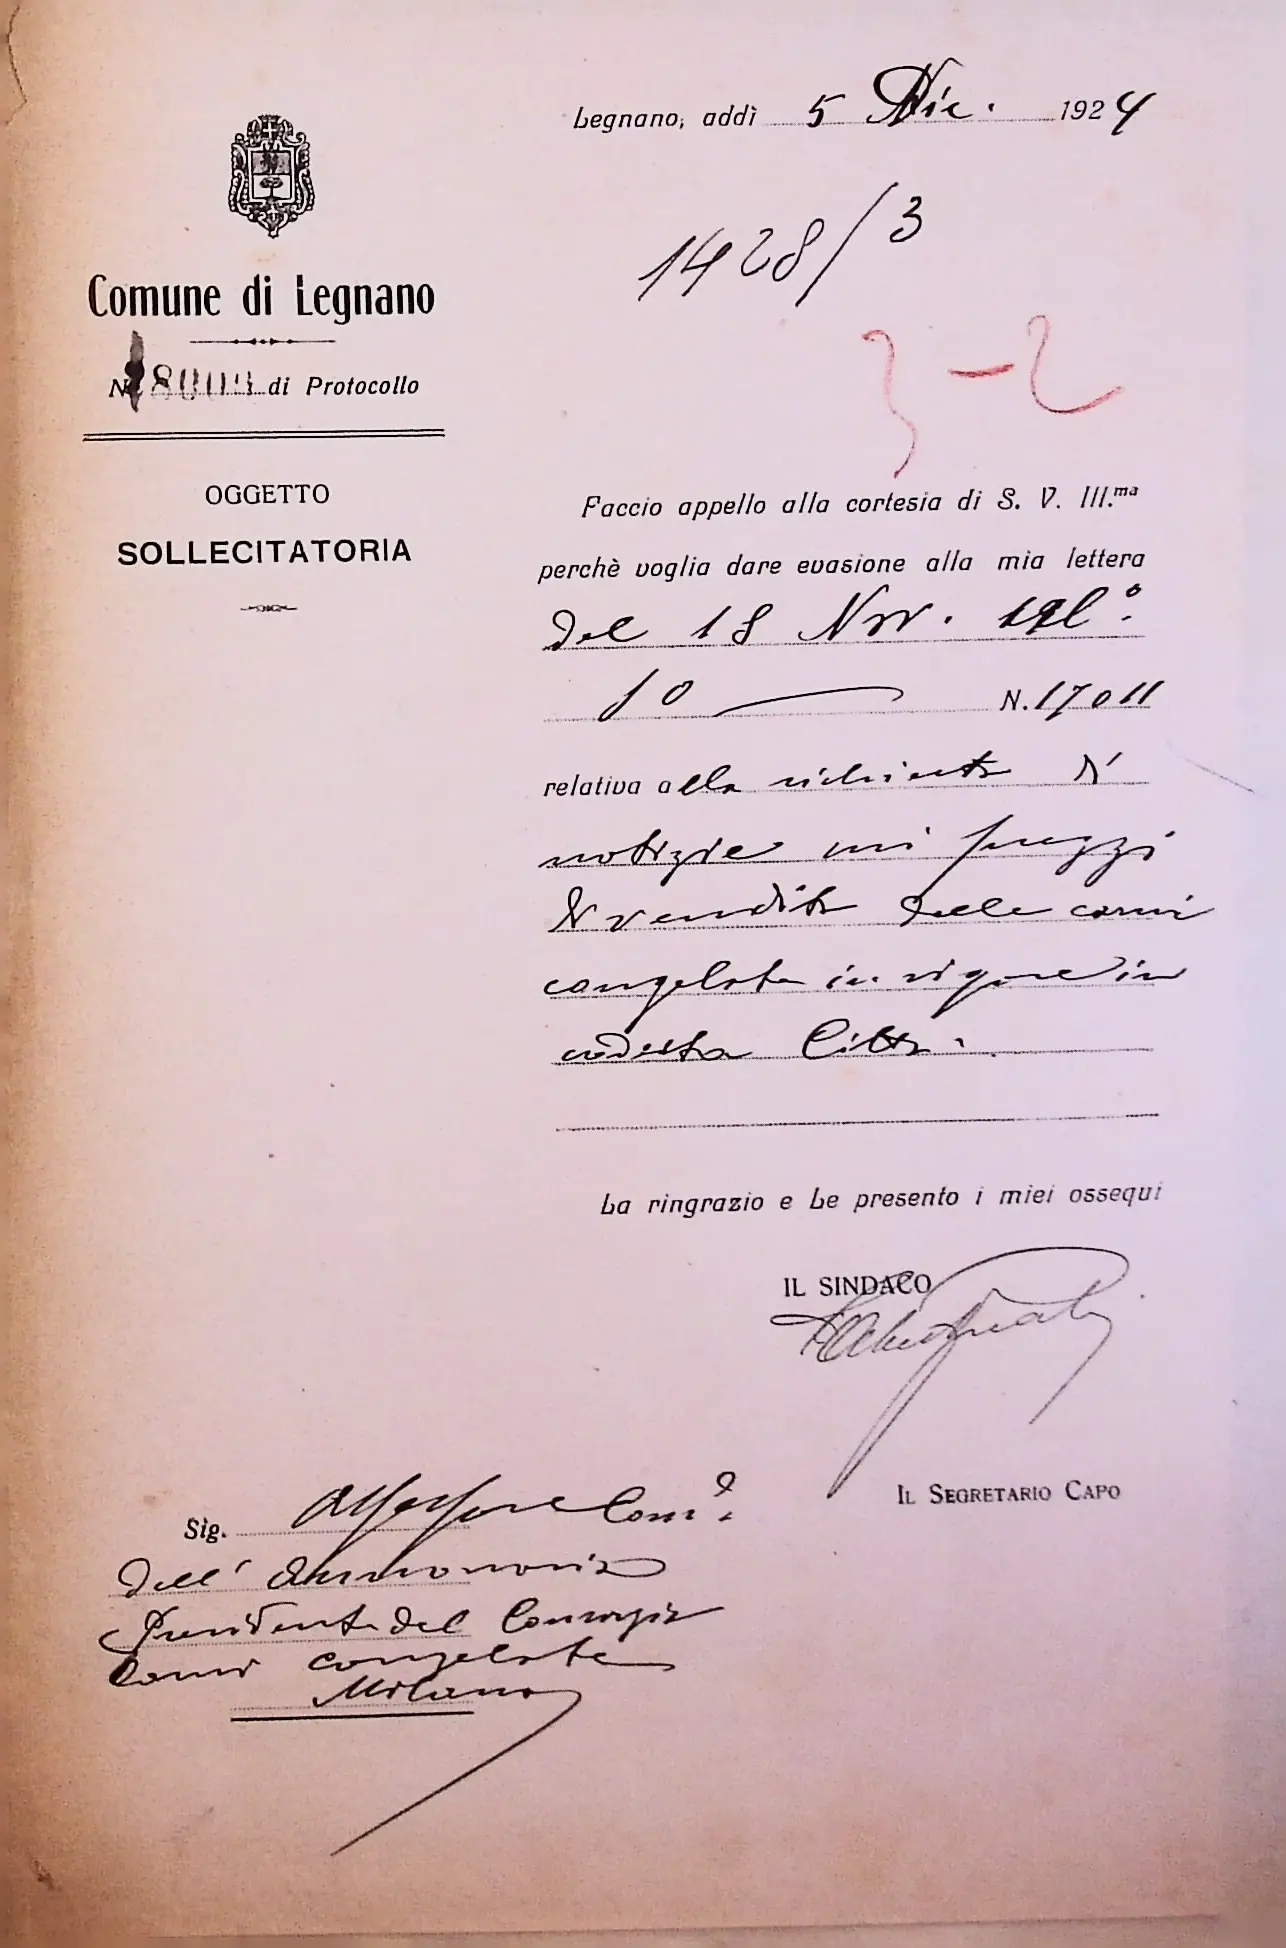 Legnano, addì 5 Dic. 1924
1428/3
3-2
Comune di Legnano
N. di Protocollo
OGGETTO
SOLLECITATORIA
Faccio appello alla cortesia di S. V. Ill.ma
perchè voglia dare evasione alla mia lettera
del 18 Nov.
N. 17011
relativa alla richiesta di
notizie sui prezzi
di vendita delle carni
congelate in vigore in
codesta Città.
La ringrazio e Le presento i miei ossequi
IL SINDACO
IL SEGRETARIO CAPO
Sig. Assessore Com.
dell' Annonaria
Presidente del Consorzio
Carni congelate
Milano